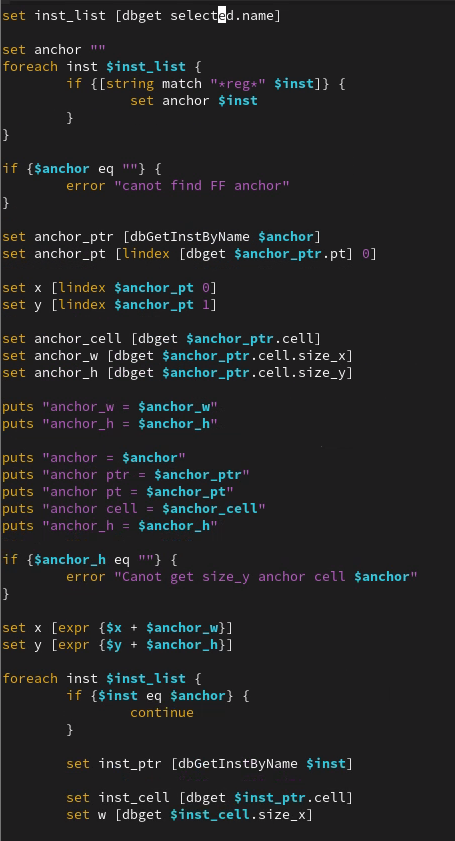 set inst_list [dbget selected.name]
set anchor ""
foreach inst $inst_list {
if {[string match "*reg*" $inst]} {
set anchor $inst
}
}
if {$anchor eq ""} {
error "canot find FF anchor"
}
set anchor_ptr [dbGetInstByName $anchor]
set anchor_pt [lindex [dbget $anchor_ptr.pt] 0]
set x [lindex $anchor_pt 0]
set y [lindex $anchor_pt 1]
set anchor_cell [dbget $anchor_ptr.cell]
set anchor_w [dbget $anchor_ptr.cell.size_x]
set anchor_h [dbget $anchor_ptr.cell.size_y]
puts "anchor_w = $anchor_w"
puts "anchor_h = $anchor_h"
puts "anchor = $anchor"
puts "anchor ptr = $anchor_ptr"
puts "anchor pt = $anchor_pt"
puts "anchor cell = $anchor_cell"
puts "anchor_h = $anchor_h"
if {$anchor_h eq ""} {
error "Canot get size_y anchor cell $anchor"
}
set x [expr {$x + $anchor_w}]
set y [expr {$y + $anchor_h}]
foreach inst $inst_list {
if {$inst eq $anchor} {
continue
}
set inst_ptr [dbGetInstByName $inst]
set inst_cell [dbget $inst_ptr.cell]
set w [dbget $inst_cell.size_x]